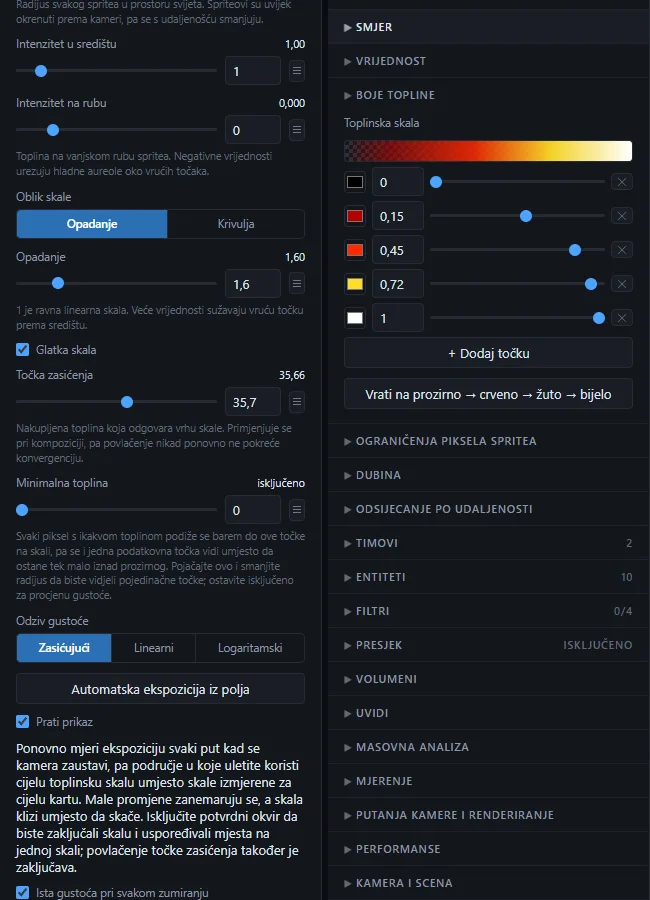 Radijus svakog spritea u prostoru svijeta. Spriteovi su uvijek
okrenuti prema kameri, pa se s udaljenošću smanjuju.
Intenzitet u središtu 1,00
1
Intenzitet na rubu 0,000
0
Toplina na vanjskom rubu spritea. Negativne vrijednosti
urezuju hladne aureole oko vrućih točaka.
Oblik skale
Opadanje Krivulja
Opadanje 1,60
1,6
1 je ravna linearna skala. Veće vrijednosti sužavaju vruću točku
prema središtu.
Glatka skala
Točka zasićenja 35,66
35,7
Nakupljena toplina koja odgovara vrhu skale. Primjenjuje se
pri kompoziciji, pa povlačenje nikad ponovno ne pokreće
konvergenciju.
Minimalna toplina isključeno
0
Svaki piksel s ikakvom toplinom podiže se barem do ove točke
na skali, pa se i jedna podatkovna točka vidi umjesto da
ostane tek malo iznad prozirnog. Pojačajte ovo i smanjite
radijus da biste vidjeli pojedinačne točke; ostavite isključeno
za procjenu gustoće.
Odziv gustoće
Zasićujući Linearni Logaritamski
Automatska ekspozicija iz polja
Prati prikaz
Ponovno mjeri ekspoziciju svaki put kad se
kamera zaustavi, pa područje u koje uletite koristi
cijelu toplinsku skalu umjesto skale izmjerene za
cijelu kartu. Male promjene zanemaruju se, a skala
klizi umjesto da skače. Isključite potvrdni okvir da
biste zaključali skalu i uspoređivali mjesta na
jednoj skali; povlačenje točke zasićenja također je
zaključava.
Ista gustoća pri svakom zumiranju
SMJER
VRIJEDNOST
BOJE TOPLINE
Toplinska skala
0
0,15
0,45
0,72
1
+ Dodaj točku
Vrati na prozirno → crveno → žuto → bijelo
OGRANIČENJA PIKSELA SPRITEA
DUBINA
ODSIJECANJE PO UDALJENOSTI
TIMOVI 2
ENTITETI 10
FILTRI 0/4
PRESJEK ISKLJUČENO
VOLUMENI
UVIDI
MASOVNA ANALIZA
MJERENJE
PUTANJA KAMERE I RENDERIRANJE
PERFORMANSE
KAMERA I SCENA